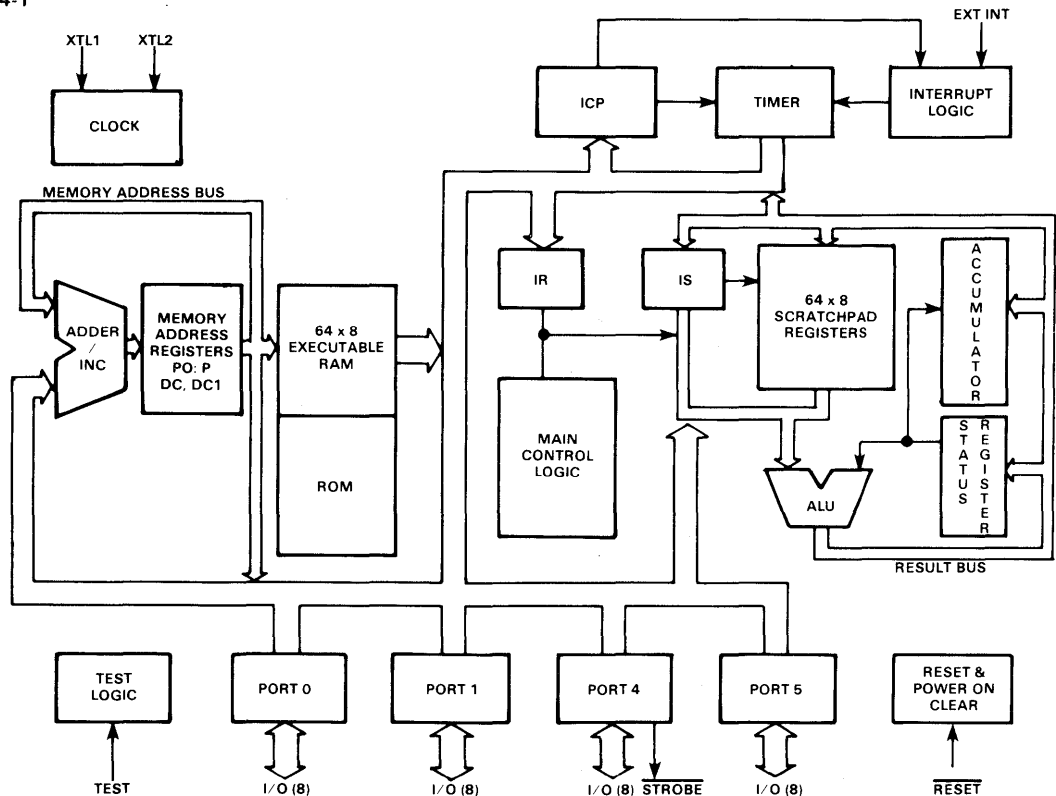 4-1
XTL1
XTL2
CLOCK
EXT INT
ICP
TIMER
INTERRUPT
LOGIC
MEMORY ADDRESS BUS
ADDER
/
INC
MEMORY
ADDRESS
REGISTERS
PO: P
DC, DC1
64 x 8
EXECUTABLE
RAM
ROM
IR
IS
64 x 8
SCRATCHPAD
REGISTERS
ACCUMULATOR
MAIN
CONTROL
LOGIC
ALU
STATUS
REGISTER
RESULT BUS
TEST
LOGIC
PORT 0
PORT 1
PORT 4
PORT 5
RESET &
POWER ON
CLEAR
TEST
I/O (8)
I/O (8)
I/O (8)
STROBE
I/O (8)
RESET